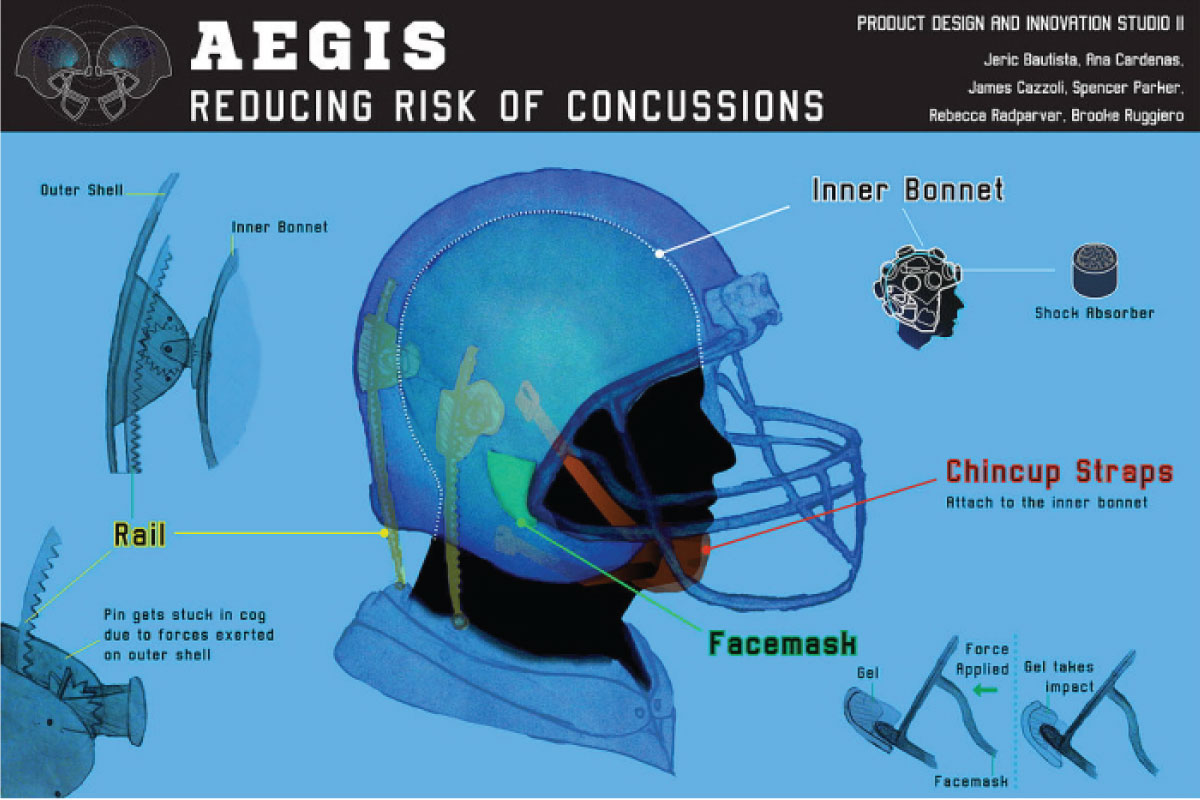 AEGIS
REDUCING RISK OF CONCUSSIONS
PRODUCT DESIGN AND INNOVATION STUDIO II
Jeric Bautista, Ana Cardenas,
James Cazzoli, Spencer Parker,
Rebecca Radparvar, Brooke Ruggiero
Outer Shell
Inner Bonnet
Inner Bonnet
Shock Absorber
Chincup Straps
Attach to the inner bonnet
Rail
Pin gets stuck in cog
due to forces exerted
on outer shell
Facemask
Gel
Force
Applied
Gel takes
impact
Facemask